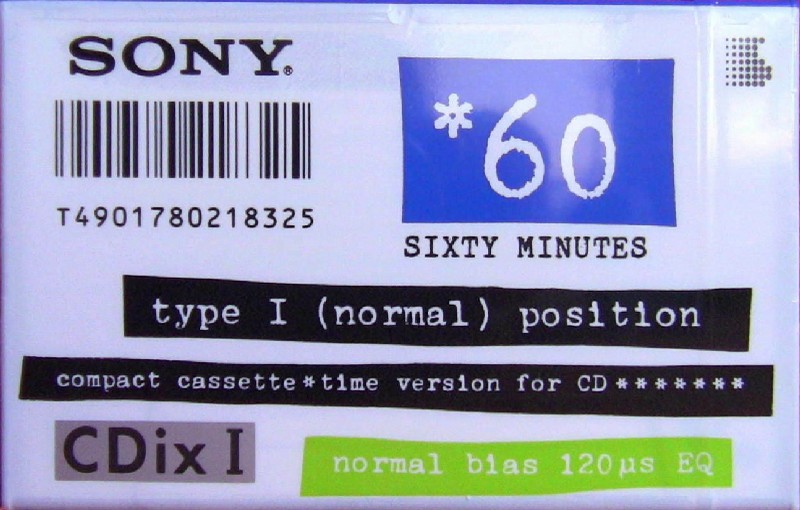 SONY®
T4901780218325
*60
SIXTY MINUTES
type I (normal) position
compact cassette*time version for CD*******
CDix I
normal bias 120µs EQ